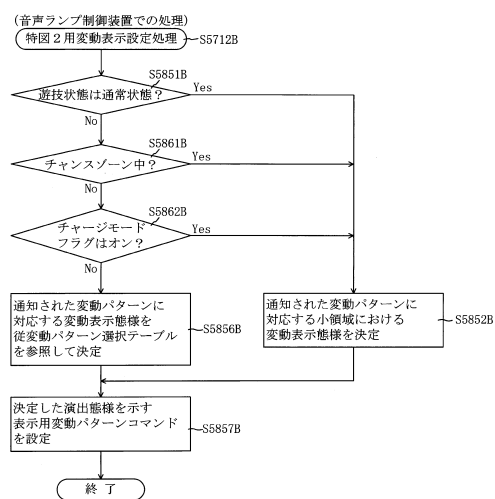 (音声ランプ制御装置での処理)
特図2用変動表示設定処理
S5712B
S5851B
遊技状態は通常状態?
Yes
No
S5861B
チャンスゾーン中?
Yes
No
S5862B
チャージモード
フラグはオン?
Yes
No
通知された変動パターンに
対応する変動表示態様を
従変動パターン選択テーブル
を参照して決定
S5856B
通知された変動パターンに
対応する小領域における
変動表示態様を決定
S5852B
決定した演出態様を示す
表示用変動パターンコマンド
を設定
S5857B
終了